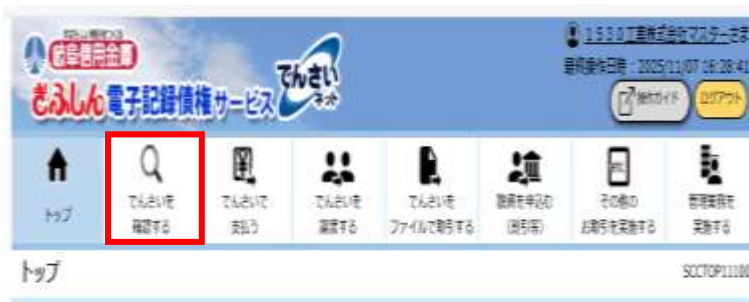 岐阜信用金庫
ぎふしん電子記録債権サービス でんさいネット
1530工業株式会社マスターさま
最終操作日時：2025/11/07 16:28:41
操作ガイド ログアウト
トップ
でんさいを
確認する
でんさいで
支払う
でんさいを
譲渡する
でんさいを
ファイルで取引する
融資を申込む
(割引等)
ETC
その他の
お取引を実施する
管理業務を
実施する
トップ
SCCTOP11100